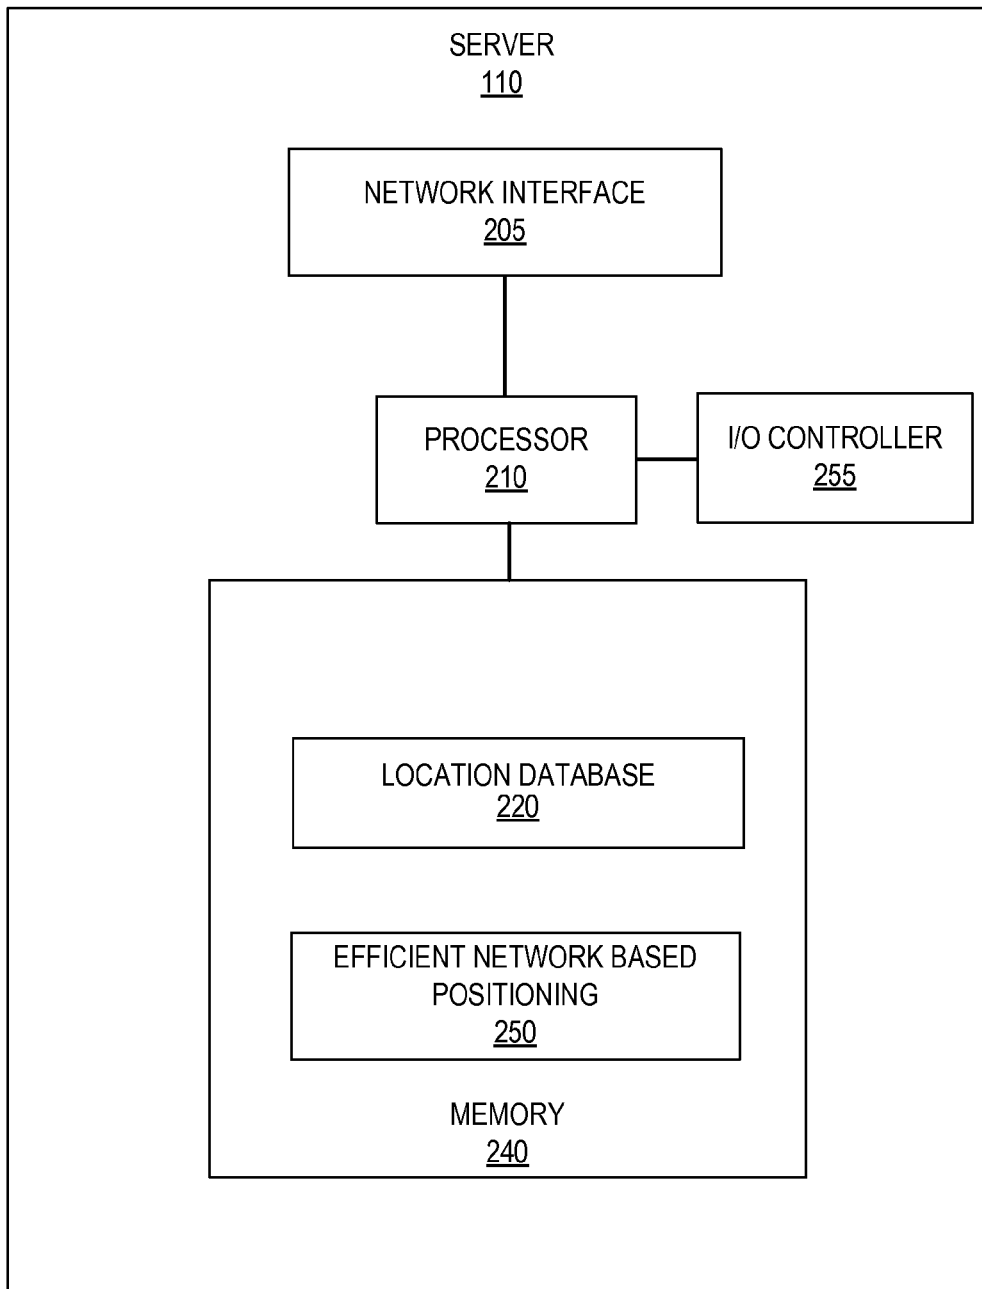 SERVER
110
NETWORK INTERFACE
205
PROCESSOR
210
I/O CONTROLLER
255
LOCATION DATABASE
220
EFFICIENT NETWORK BASED
POSITIONING
250
MEMORY
240